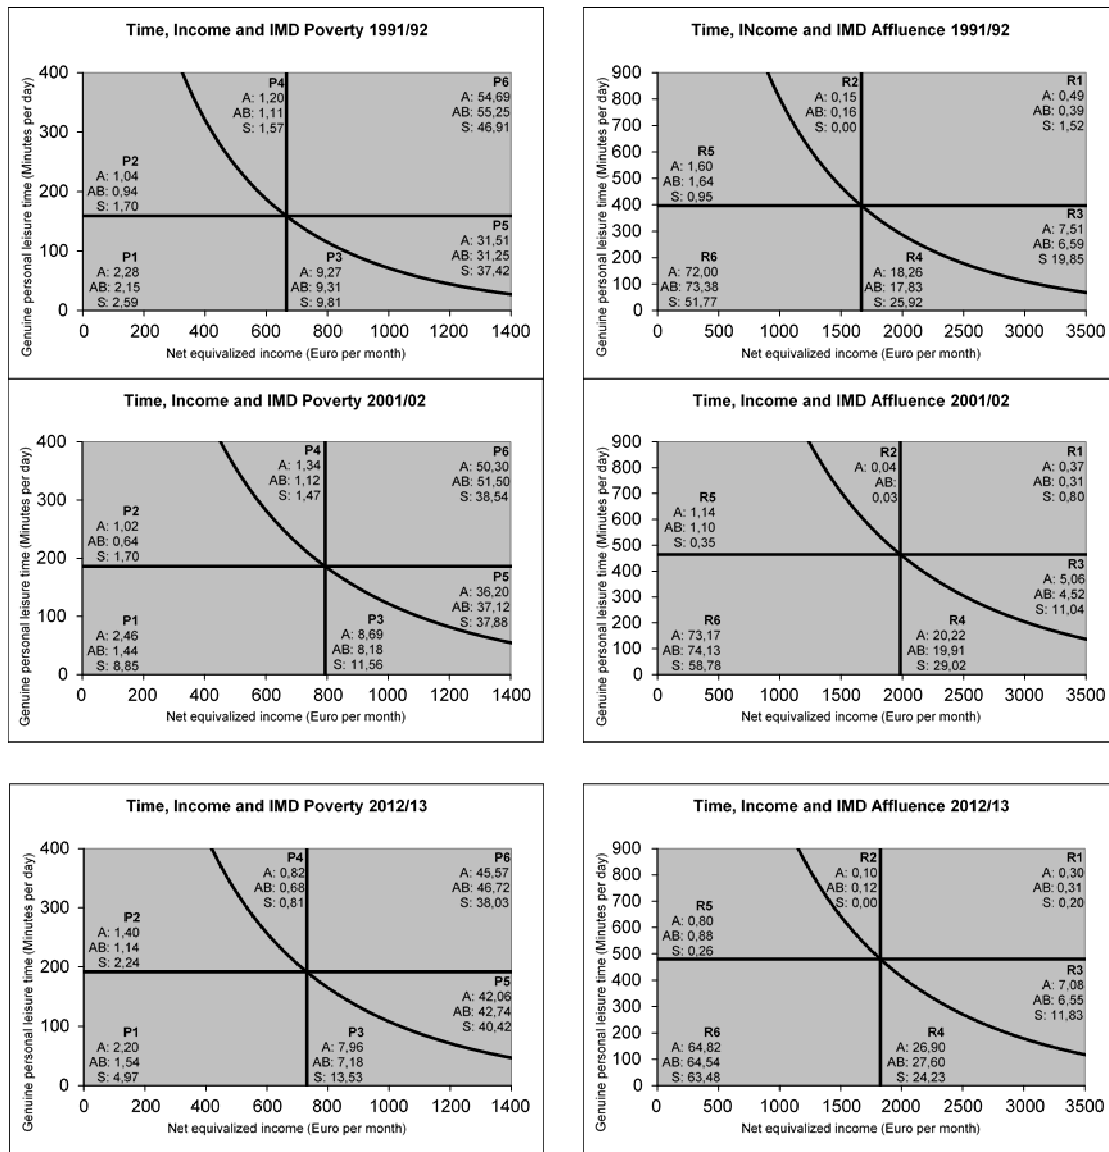 Time, Income and IMD Poverty 1991/92
Genuine personal leisure time (Minutes per day)
400
300
200
100
0
P4
A: 1,20
AB: 1,11
S: 1,57
P6
A: 54,69
AB: 55,25
S: 46,91
P2
A: 1,04
AB: 0,94
S: 1,70
P5
A: 31,51
AB: 31,25
S: 37,42
P1
A: 2,28
AB: 2,15
S: 2,59
P3
A: 9,27
AB: 9,31
S: 9,81
0 200 400 600 800 1000 1200 1400
Net equivalized income (Euro per month)
Time, INcome and IMD Affluence 1991/92
Genuine personal leisure time (Minutes per day)
900
800
700
600
500
400
300
200
100
0
R2
A: 0,15
AB: 0,16
S: 0,00
R1
A: 0,49
AB: 0,39
S: 1,52
R5
A: 1,60
AB: 1,64
S: 0,95
R3
A: 7,51
AB: 6,59
S: 19,85
R6
A: 72,00
AB: 73,38
S: 51,77
R4
A: 18,26
AB: 17,83
S: 25,92
0 500 1000 1500 2000 2500 3000 3500
Net equivalized income (Euro per month)
Time, Income and IMD Poverty 2001/02
Genuine personal leisure time (Minutes per day)
400
300
200
100
0
P4
A: 1,34
AB: 1,12
S: 1,47
P6
A: 50,30
AB: 51,50
S: 38,54
P2
A: 1,02
AB: 0,64
S: 1,70
P5
A: 36,20
AB: 37,12
S: 37,88
P1
A: 2,46
AB: 1,44
S: 8,85
P3
A: 8,69
AB: 8,18
S: 11,56
0 200 400 600 800 1000 1200 1400
Net equivalized income (Euro per month)
Time, Income and IMD Affluence 2001/02
Genuine personal leisure time (Minutes per day)
900
800
700
600
500
400
300
200
100
0
R2
A: 0,04
AB:
0,03
R1
A: 0,37
AB: 0,31
S: 0,80
R5
A: 1,14
AB: 1,10
S: 0,35
R3
A: 5,06
AB: 4,52
S: 11,04
R6
A: 73,17
AB: 74,13
S: 58,78
R4
A: 20,22
AB: 19,91
S: 29,02
0 500 1000 1500 2000 2500 3000 3500
Net equivalized income (Euro per month)
Time, Income and IMD Poverty 2012/13
Genuine personal leisure time (Minutes per day)
400
300
200
100
0
P4
A: 0,82
AB: 0,68
S: 0,81
P6
A: 45,57
AB: 46,72
S: 38,03
P2
A: 1,40
AB: 1,14
S: 2,24
P5
A: 42,06
AB: 42,74
S: 40,42
P1
A: 2,20
AB: 1,54
S: 4,97
P3
A: 7,96
AB: 7,18
S: 13,53
0 200 400 600 800 1000 1200 1400
Net equivalized income (Euro per month)
Time, Income and IMD Affluence 2012/13
Genuine personal leisure time (Minutes per day)
900
800
700
600
500
400
300
200
100
0
R2
A: 0,10
AB: 0,12
S: 0,00
R1
A: 0,30
AB: 0,31
S: 0,20
R5
A: 0,80
AB: 0,88
S: 0,26
R3
A: 7,08
AB: 6,55
S: 11,83
R6
A: 64,82
AB: 64,54
S: 63,48
R4
A: 26,90
AB: 27,60
S: 24,23
0 500 1000 1500 2000 2500 3000 3500
Net equivalized income (Euro per month)